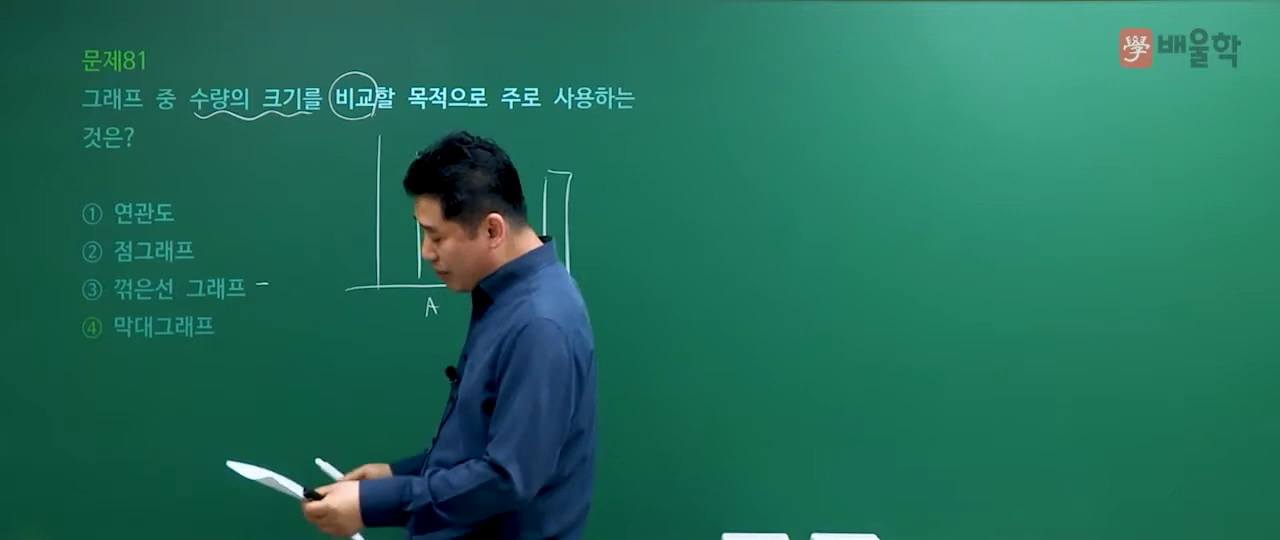 學 배울학
문제81
그래프 중 수량의 크기를 비교할 목적으로 주로 사용하는
것은?
① 연관도
② 점그래프
③ 꺾은선 그래프
④ 막대그래프
A